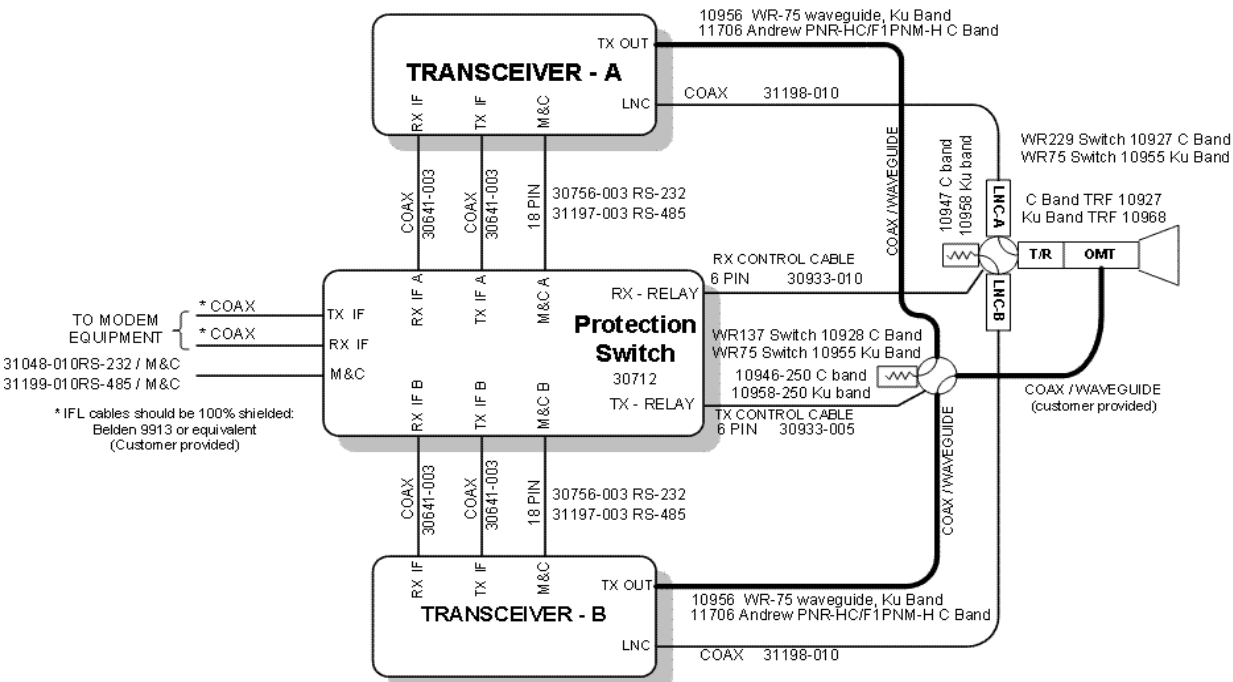 10956 WR-75 waveguide, Ku Band
11706 Andrew PNR-HC/F1PNM-H C Band
TX OUT
TRANSCEIVER - A
LNC
RX IF
TX IF
M&C
COAX 31198-010
COAX / WAVEGUIDE
WR229 Switch 10927 C Band
WR75 Switch 10955 Ku Band
10947 C band
10958 Ku band
LNC-A
C Band TRF 10927
Ku Band TRF 10968
T/R
OMT
LNC-B
COAX
30641-003
COAX
30641-003
18 PIN
30756-003 RS-232
31197-003 RS-485
RX CONTROL CABLE
6 PIN 30933-010
RX IF A
TX IF A
M&C A
RX - RELAY
* COAX
TO MODEM
EQUIPMENT
* COAX
TX IF
RX IF
M&C
31048-010RS-232 / M&C
31199-010RS-485 / M&C
Protection
Switch
30712
WR137 Switch 10928 C Band
WR75 Switch 10955 Ku Band
10946-250 C band
10958-250 Ku band
TX - RELAY
TX CONTROL CABLE
6 PIN 30933-005
COAX / WAVEGUIDE
(customer provided)
* IFL cables should be 100% shielded:
Belden 9913 or equivalent
(Customer provided)
RX IF B
TX IF B
M&C B
COAX / WAVEGUIDE
COAX
30641-003
COAX
30641-003
18 PIN
30756-003 RS-232
31197-003 RS-485
RX IF
TX IF
M&C
TX OUT
TRANSCEIVER - B
LNC
10956 WR-75 waveguide, Ku Band
11706 Andrew PNR-HC/F1PNM-H C Band
COAX 31198-010